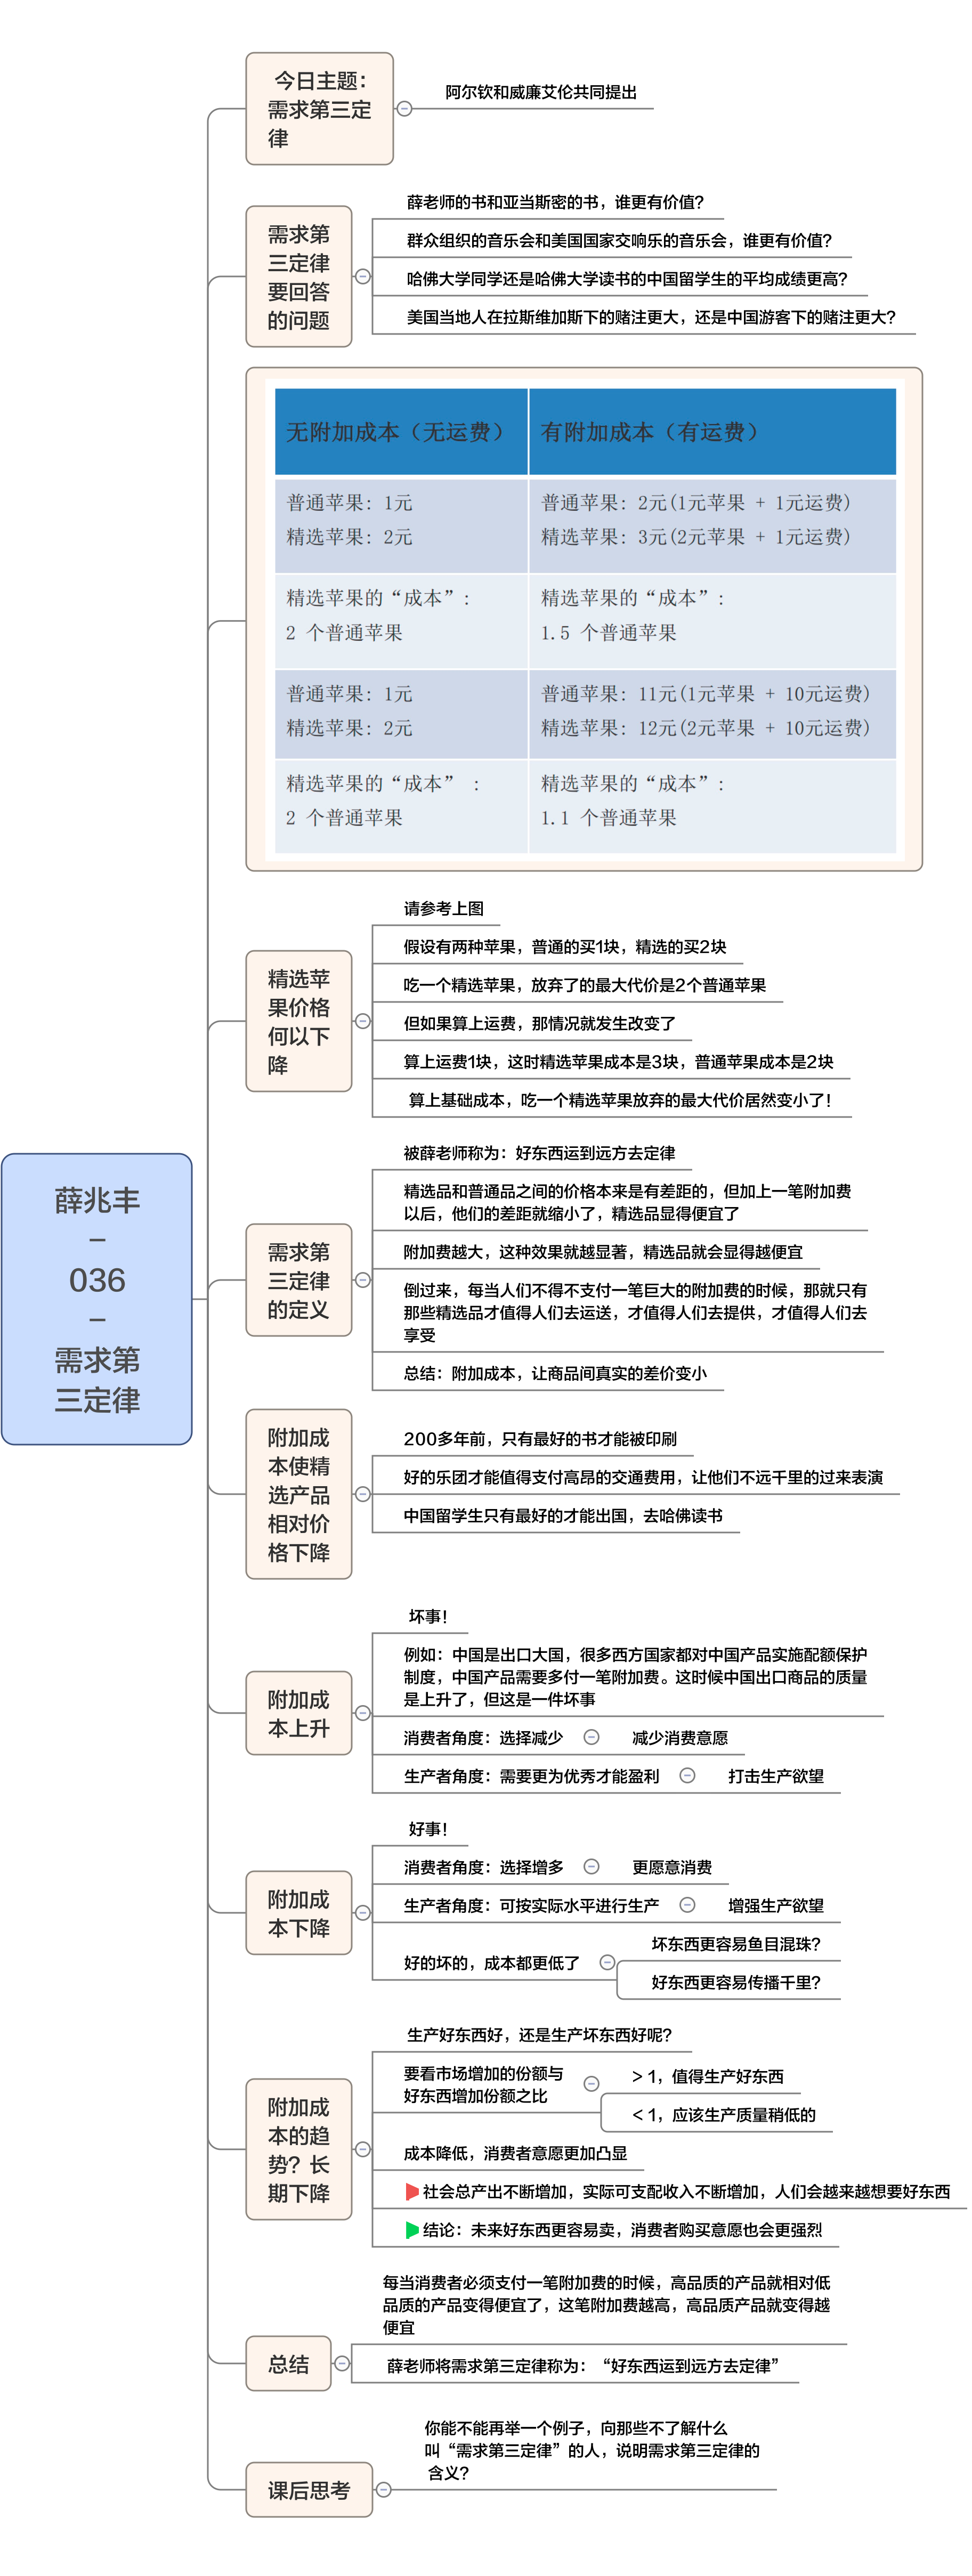 薛兆丰
–
036
–
需求第
三定律
今日主题：
需求第三定
律
阿尔钦和威廉艾伦共同提出
需求第
三定律
要回答
的问题
薛老师的书和亚当斯密的书，谁更有价值？
群众组织的音乐会和美国国家交响乐的音乐会，谁更有价值？
哈佛大学同学还是哈佛大学读书的中国留学生的平均成绩更高？
美国当地人在拉斯维加斯下的赌注更大，还是中国游客下的赌注更大？
无附加成本（无运费） 有附加成本（有运费）
普通苹果：1元 普通苹果：2元(1元苹果 + 1元运费)
精选苹果：2元 精选苹果：3元(2元苹果 + 1元运费)
精选苹果的“成本”： 精选苹果的“成本”：
2 个普通苹果 1.5 个普通苹果
普通苹果：1元 普通苹果：11元(1元苹果 + 10元运费)
精选苹果：2元 精选苹果：12元(2元苹果 + 10元运费)
精选苹果的“成本” ： 精选苹果的“成本”：
2 个普通苹果 1.1 个普通苹果
精选苹
果价格
何以下
降
请参考上图
假设有两种苹果，普通的买1块，精选的买2块
吃一个精选苹果，放弃了的最大代价是2个普通苹果
但如果算上运费，那情况就发生改变了
算上运费1块，这时精选苹果成本是3块，普通苹果成本是2块
算上基础成本，吃一个精选苹果放弃的最大代价居然变小了！
需求第
三定律
的定义
被薛老师称为：好东西运到远方去定律
精选品和普通品之间的价格本来是有差距的，但加上一笔附加费
以后，他们的差距就缩小了，精选品显得便宜了
附加费越大，这种效果就越显著，精选品就会显得越便宜
倒过来，每当人们不得不支付一笔巨大的附加费的时候，那就只有
那些精选品才值得人们去运送，才值得人们去提供，才值得人们去
享受
总结：附加成本，让商品间真实的差价变小
附加成
本使精
选产品
相对价
格下降
200多年前，只有最好的书才能被印刷
好的乐团才能值得支付高昂的交通费用，让他们不远千里的过来表演
中国留学生只有最好的才能出国，去哈佛读书
附加成
本上升
坏事！
例如：中国是出口大国，很多西方国家都对中国产品实施配额保护
制度，中国产品需要多付一笔附加费。这时候中国出口商品的质量
是上升了，但这是一件坏事
消费者角度：选择减少 减少消费意愿
生产者角度：需要更为优秀才能盈利 打击生产欲望
附加成
本下降
好事！
消费者角度：选择增多 更愿意消费
生产者角度：可按实际水平进行生产 增强生产欲望
好的坏的，成本都更低了
坏东西更容易鱼目混珠？
好东西更容易传播千里？
附加成
本的趋
势？长
期下降
生产好东西好，还是生产坏东西好呢？
要看市场增加的份额与
好东西增加份额之比
> 1，值得生产好东西
< 1，应该生产质量稍低的
成本降低，消费者意愿更加凸显
社会总产出不断增加，实际可支配收入不断增加，人们会越来越想要好东西
结论：未来好东西更容易卖，消费者购买意愿也会更强烈
总结
每当消费者必须支付一笔附加费的时候，高品质的产品就相对低
品质的产品变得便宜了，这笔附加费越高，高品质产品就变得越
便宜
薛老师将需求第三定律称为：“好东西运到远方去定律”
课后思考
你能不能再举一个例子，向那些不了解什么
叫“需求第三定律”的人，说明需求第三定律的
含义？